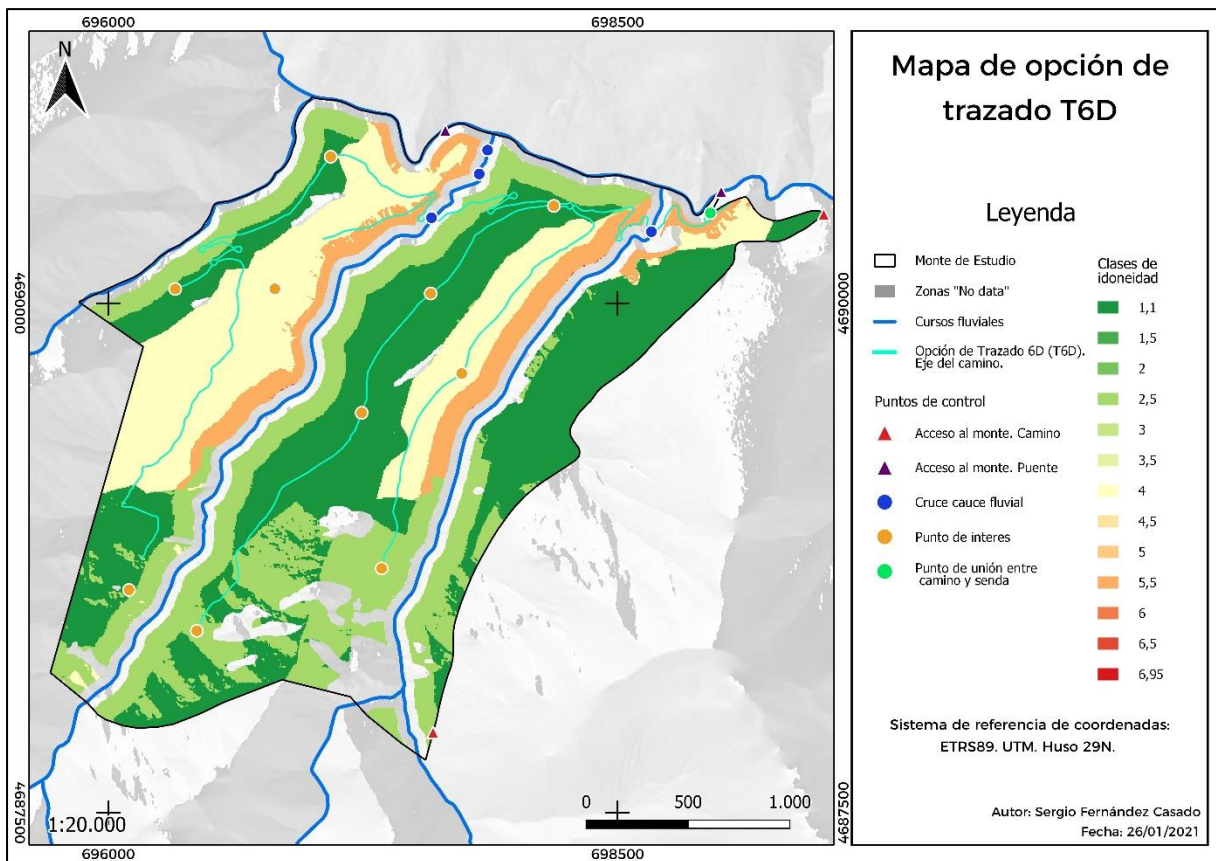 696000
698500
N
4690000
4690000
4687500
4687500
1:20.000
0
500
1.000
696000
698500
Mapa de opción de
trazado T6D
Leyenda
Monte de Estudio
Zonas "No data"
Cursos fluviales
Opción de Trazado 6D (T6D).
Eje del camino.
Puntos de control
Acceso al monte. Camino
Acceso al monte. Puente
Cruce cauce fluvial
Punto de interes
Punto de unión entre
camino y senda
Clases de
idoneidad
1,1
1,5
2
2,5
3
3,5
4
4,5
5
5,5
6
6,5
6,95
Sistema de referencia de coordenadas:
ETRS89. UTM. Huso 29N.
Autor: Sergio Fernández Casado
Fecha: 26/01/2021